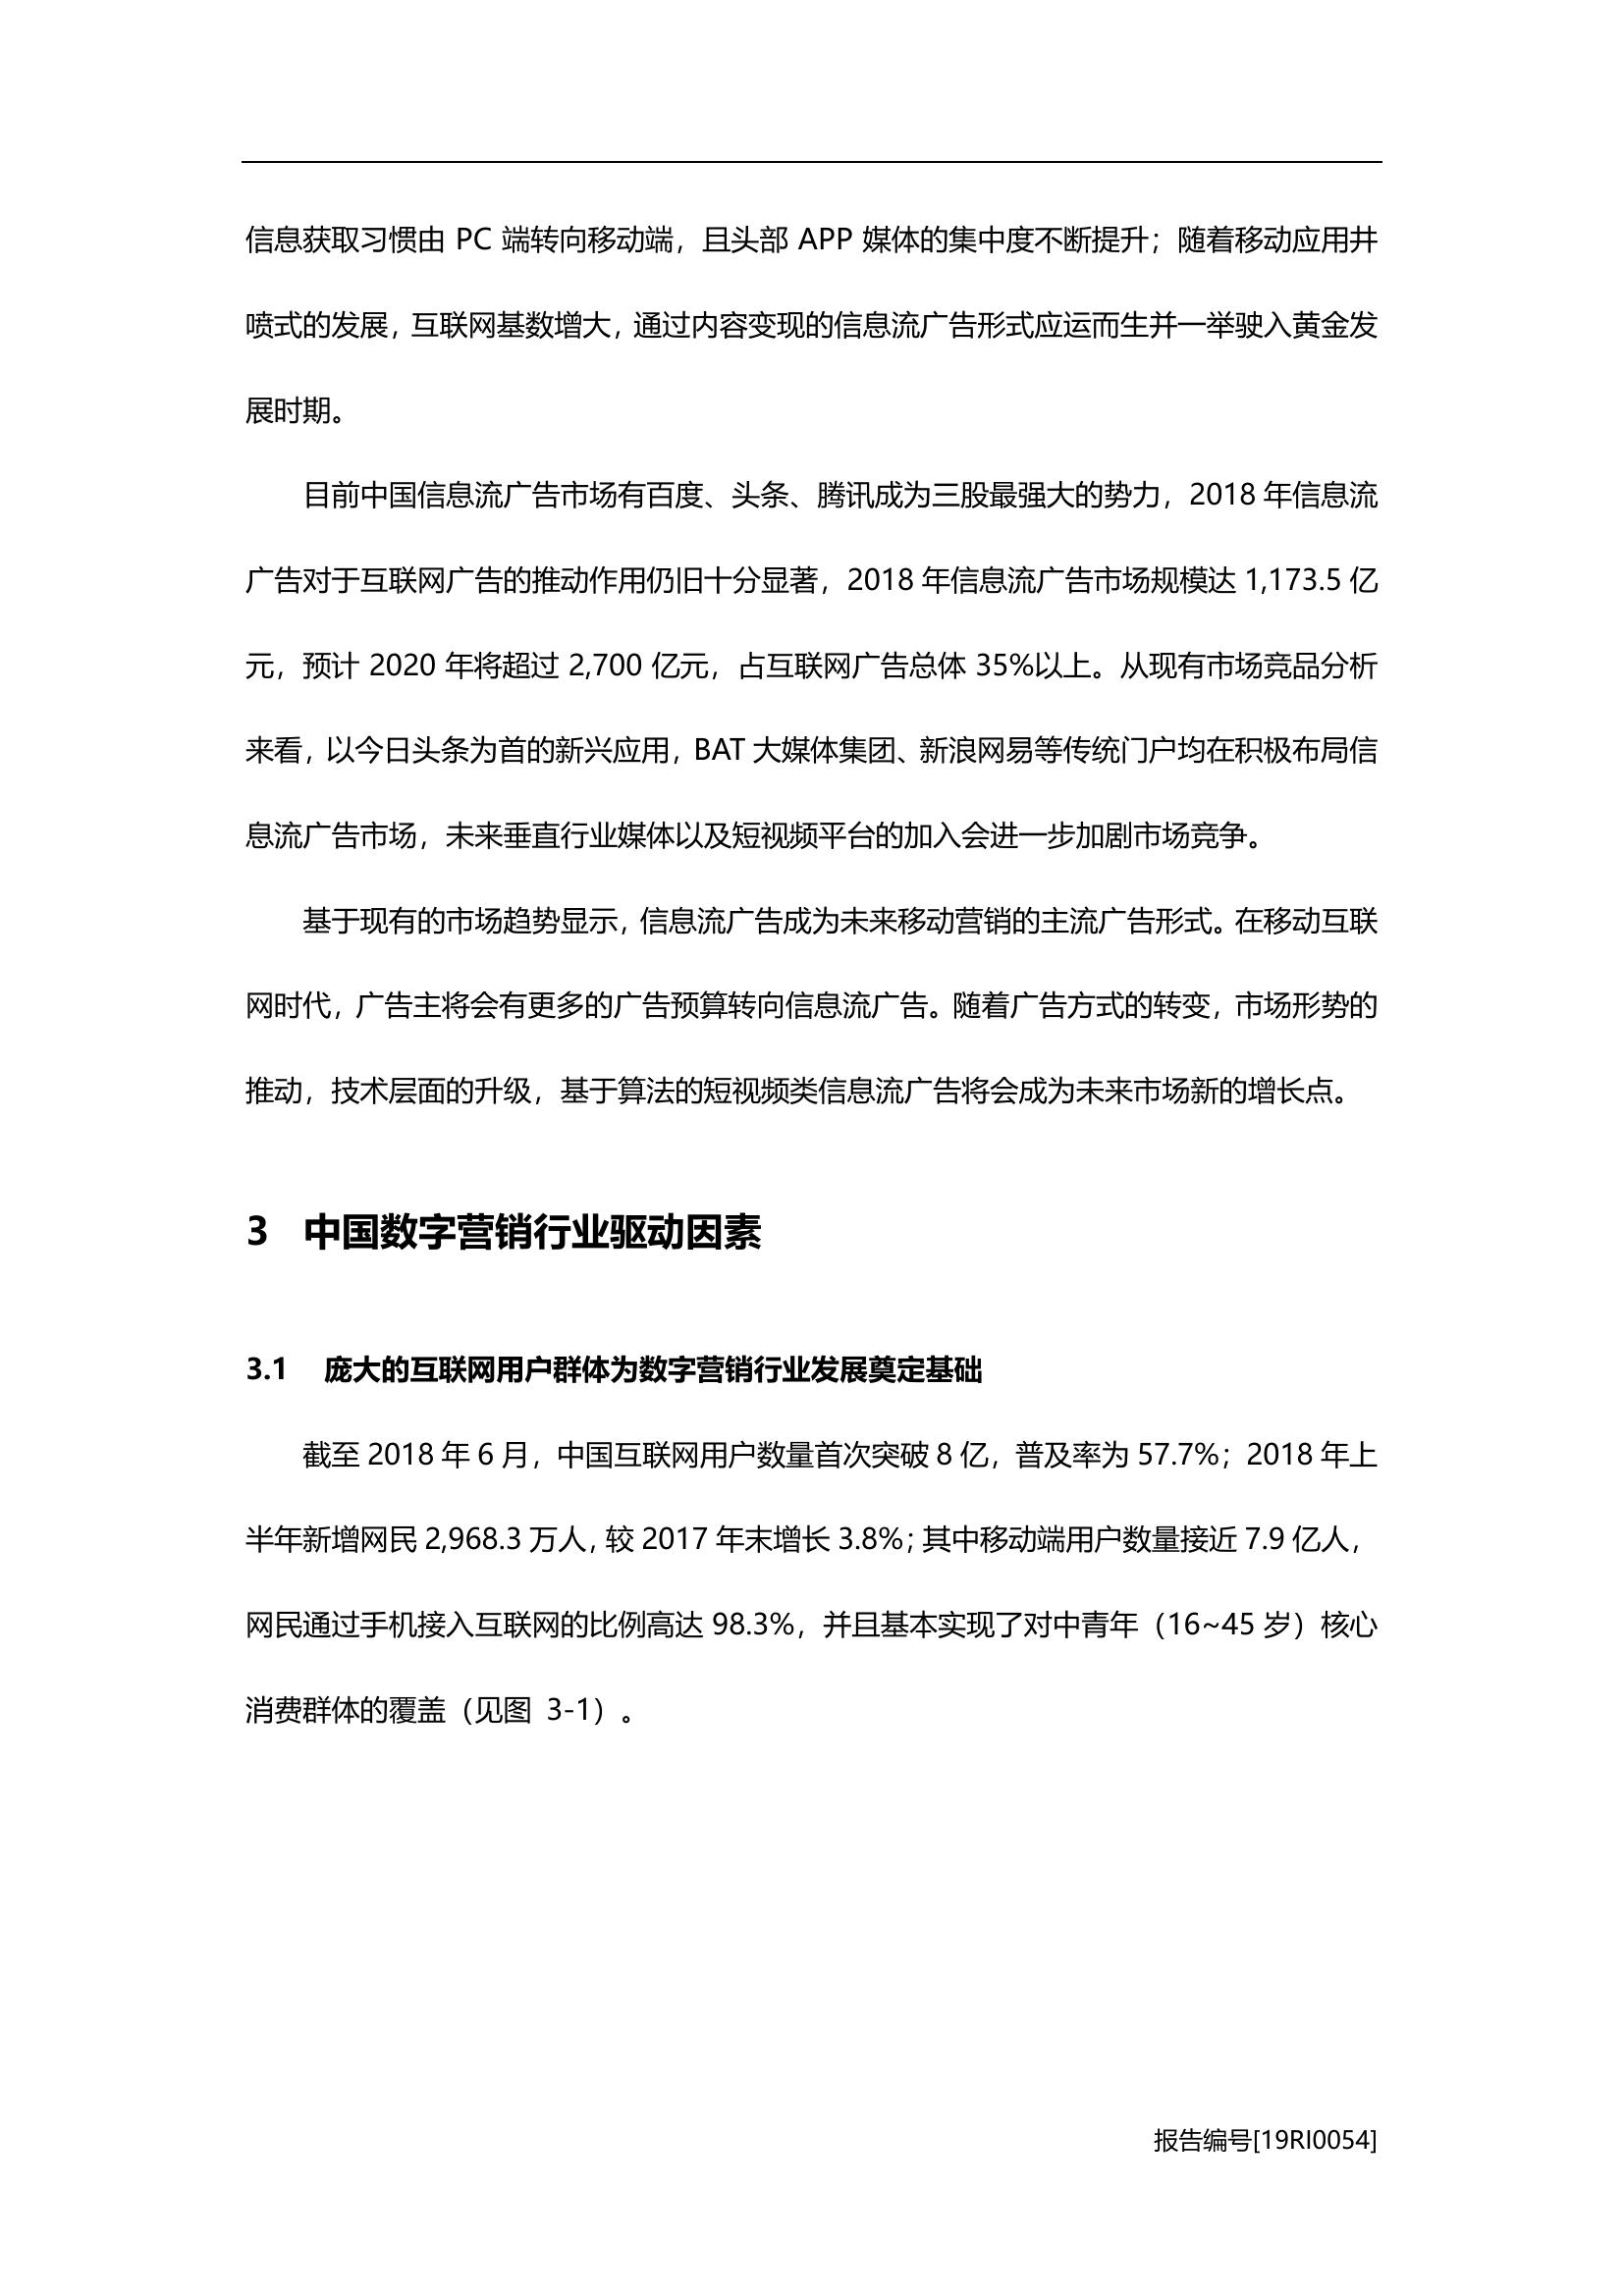 信息获取习惯由 PC 端转向移动端，且头部 APP 媒体的集中度不断提升；随着移动应用井
喷式的发展，互联网基数增大，通过内容变现的信息流广告形式应运而生并一举驶入黄金发
展时期。
目前中国信息流广告市场有百度、头条、腾讯成为三股最强大的势力，2018 年信息流
广告对于互联网广告的推动作用仍旧十分显著，2018 年信息流广告市场规模达 1,173.5 亿
元，预计 2020 年将超过 2,700 亿元，占互联网广告总体 35%以上。从现有市场竞品分析
来看，以今日头条为首的新兴应用，BAT 大媒体集团、新浪网易等传统门户均在积极布局信
息流广告市场，未来垂直行业媒体以及短视频平台的加入会进一步加剧市场竞争。
基于现有的市场趋势显示，信息流广告成为未来移动营销的主流广告形式。在移动互联
网时代，广告主将会有更多的广告预算转向信息流广告。随着广告方式的转变，市场形势的
推动，技术层面的升级，基于算法的短视频类信息流广告将会成为未来市场新的增长点。
3 中国数字营销行业驱动因素
3.1 庞大的互联网用户群体为数字营销行业发展奠定基础
截至 2018 年 6 月，中国互联网用户数量首次突破 8 亿，普及率为 57.7%；2018 年上
半年新增网民 2,968.3 万人，较 2017 年末增长 3.8%；其中移动端用户数量接近 7.9 亿人，
网民通过手机接入互联网的比例高达 98.3%，并且基本实现了对中青年（16~45 岁）核心
消费群体的覆盖（见图 3-1）。
报告编号[19RI0054]